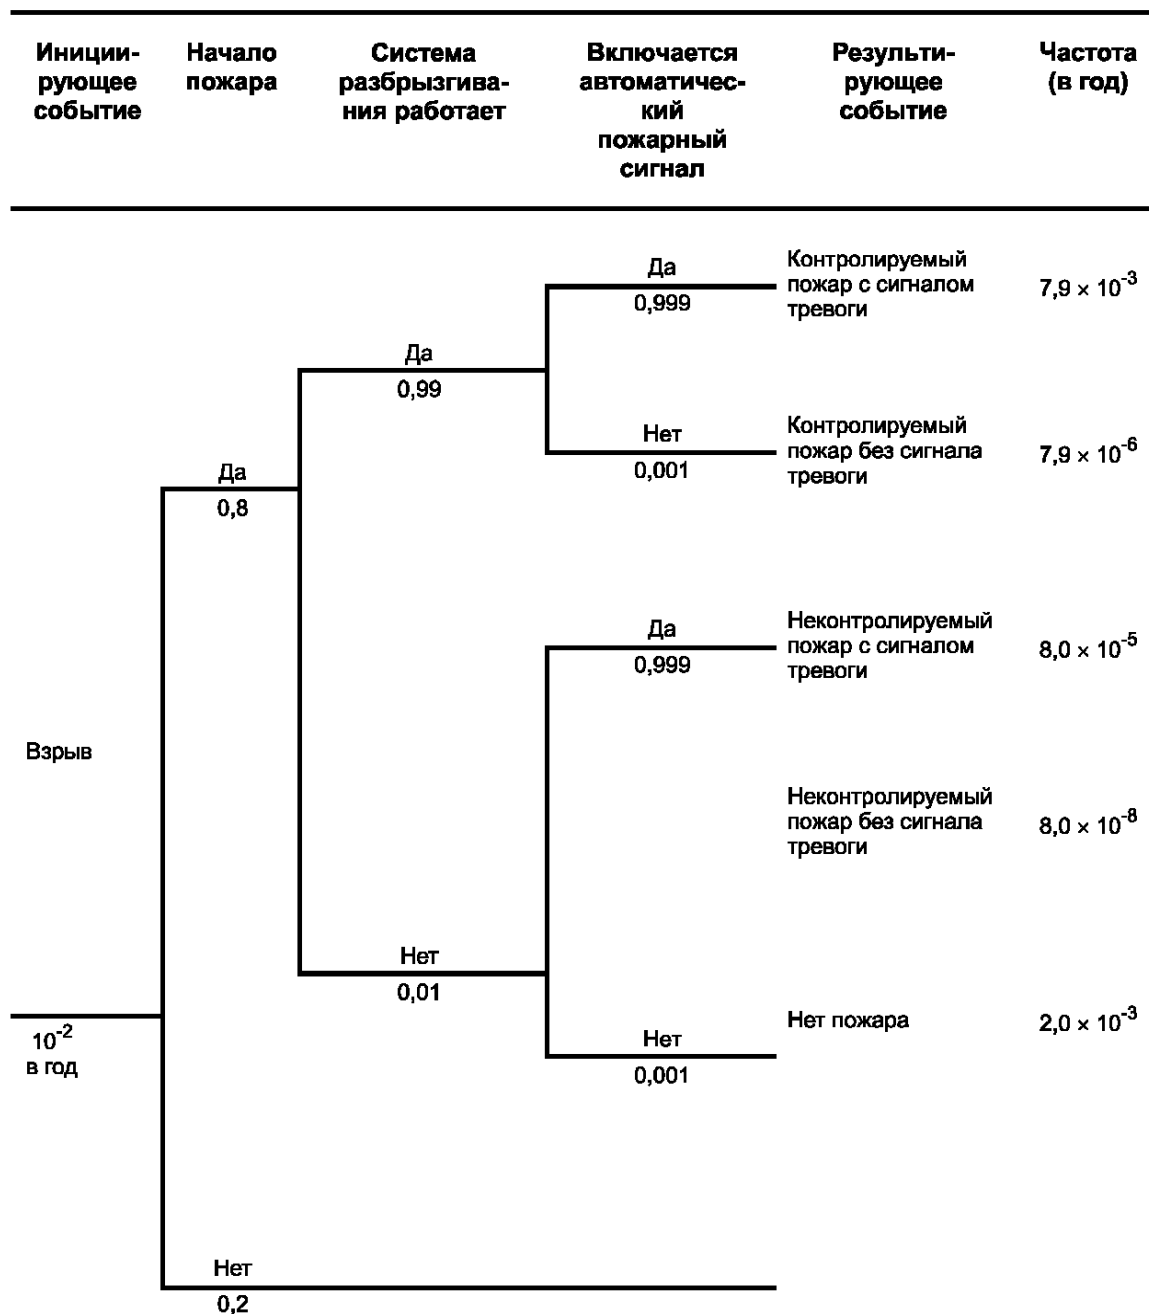 Иници-
рующее
событие
Начало
пожара
Система
разбрызгива-
ния работает
Включается
автоматичес-
кий
пожарный
сигнал
Результи-
рующее
событие
Частота
(в год)
Да
0,999
Контролируемый
пожар с сигналом
тревоги
7,9 × 10⁻³
Да
0,99
Нет
0,001
Контролируемый
пожар без сигнала
тревоги
7,9 × 10⁻⁶
Да
0,8
Да
0,999
Неконтролируемый
пожар с сигналом
тревоги
8,0 × 10⁻⁵
Взрыв
Неконтролируемый
пожар без сигнала
тревоги
8,0 × 10⁻⁸
Нет
0,01
Нет пожара
2,0 × 10⁻³
10⁻²
в год
Нет
0,001
Нет
0,2